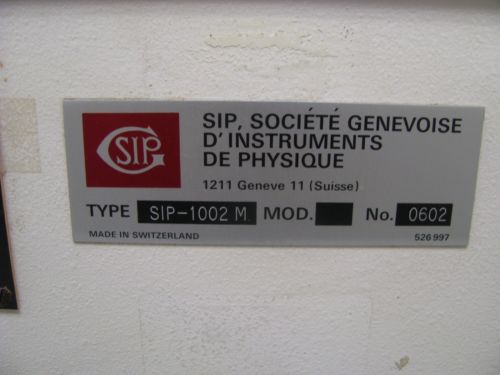 SIP
SIP, SOCIÉTÉ GENEVOISE
D'INSTRUMENTS
DE PHYSIQUE
1211 Geneve 11 (Suisse)
TYPE SIP-1002 M MOD. No. 0602
MADE IN SWITZERLAND 526 997